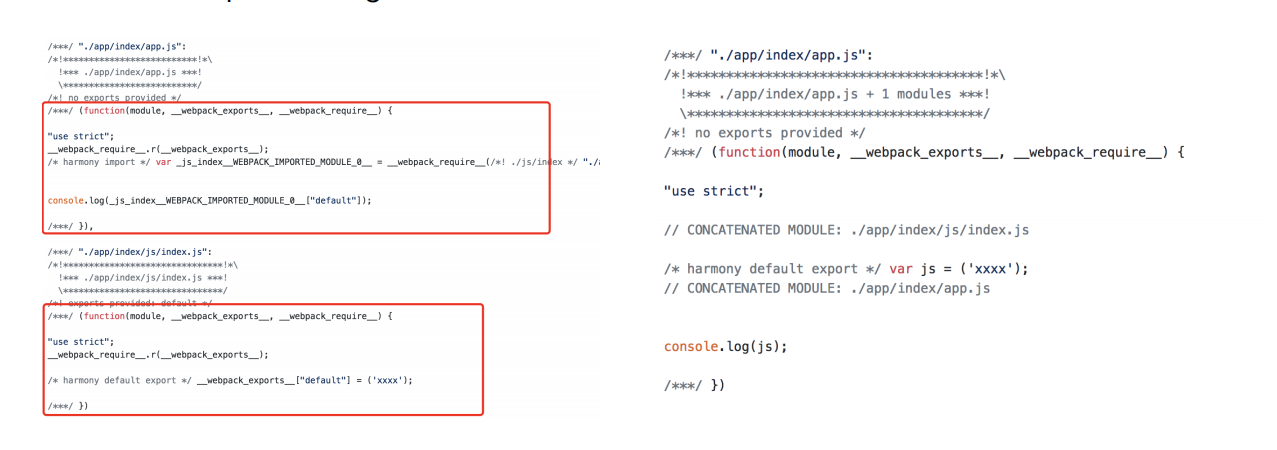 /***/ "./app/index/app.js":
/*!**************************!*\
  !*** ./app/index/app.js ***!
  \**************************/
/*! no exports provided */
/***/ (function(module, __webpack_exports__, __webpack_require__) {
"use strict";
__webpack_require__.r(__webpack_exports__);
/* harmony import */ var _js_index__WEBPACK_IMPORTED_MODULE_0__ = __webpack_require__(/*! ./js/index */ "./
console.log(_js_index__WEBPACK_IMPORTED_MODULE_0__["default"]);
/***/ }),
/***/ "./app/index/js/index.js":
/*!*******************************!*\
  !*** ./app/index/js/index.js ***!
  \*******************************/
/*! exports provided: default */
/***/ (function(module, __webpack_exports__, __webpack_require__) {
"use strict";
__webpack_require__.r(__webpack_exports__);
/* harmony default export */ __webpack_exports__["default"] = ('xxxx');
/***/ })
/***/ "./app/index/app.js":
/*!**************************************!*\
  !*** ./app/index/app.js + 1 modules ***!
  \**************************************/
/*! no exports provided */
/***/ (function(module, __webpack_exports__, __webpack_require__) {
"use strict";
// CONCATENATED MODULE: ./app/index/js/index.js
/* harmony default export */ var js = ('xxxx');
// CONCATENATED MODULE: ./app/index/app.js
console.log(js);
/***/ })